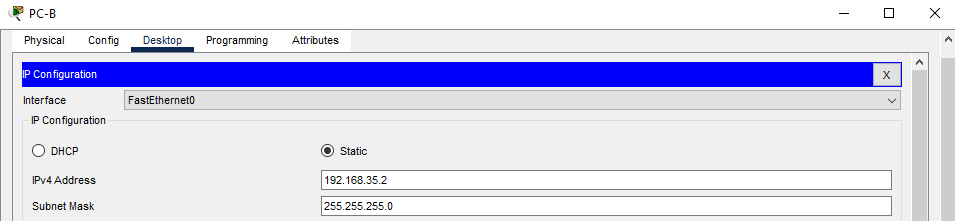 PC-B
Physical Config Desktop Programming Attributes
IP Configuration X
Interface FastEthernet0
IP Configuration
DHCP Static
IPv4 Address 192.168.35.2
Subnet Mask 255.255.255.0